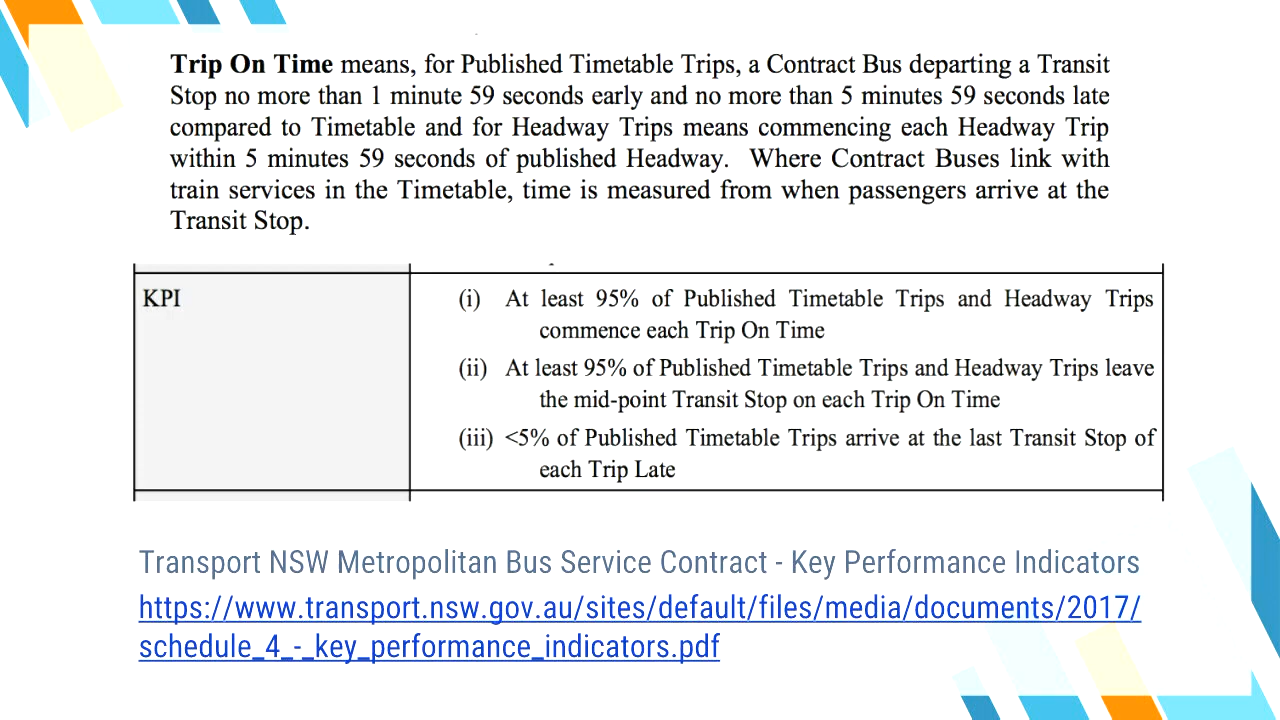 Trip On Time means, for Published Timetable Trips, a Contract Bus departing a Transit
Stop no more than 1 minute 59 seconds early and no more than 5 minutes 59 seconds late
compared to Timetable and for Headway Trips means commencing each Headway Trip
within 5 minutes 59 seconds of published Headway. Where Contract Buses link with
train services in the Timetable, time is measured from when passengers arrive at the
Transit Stop.
KPI
(i) At least 95% of Published Timetable Trips and Headway Trips
commence each Trip On Time
(ii) At least 95% of Published Timetable Trips and Headway Trips leave
the mid-point Transit Stop on each Trip On Time
(iii) <5% of Published Timetable Trips arrive at the last Transit Stop of
each Trip Late
Transport NSW Metropolitan Bus Service Contract - Key Performance Indicators
https://www.transport.nsw.gov.au/sites/default/files/media/documents/2017/
schedule_4_-_key_performance_indicators.pdf